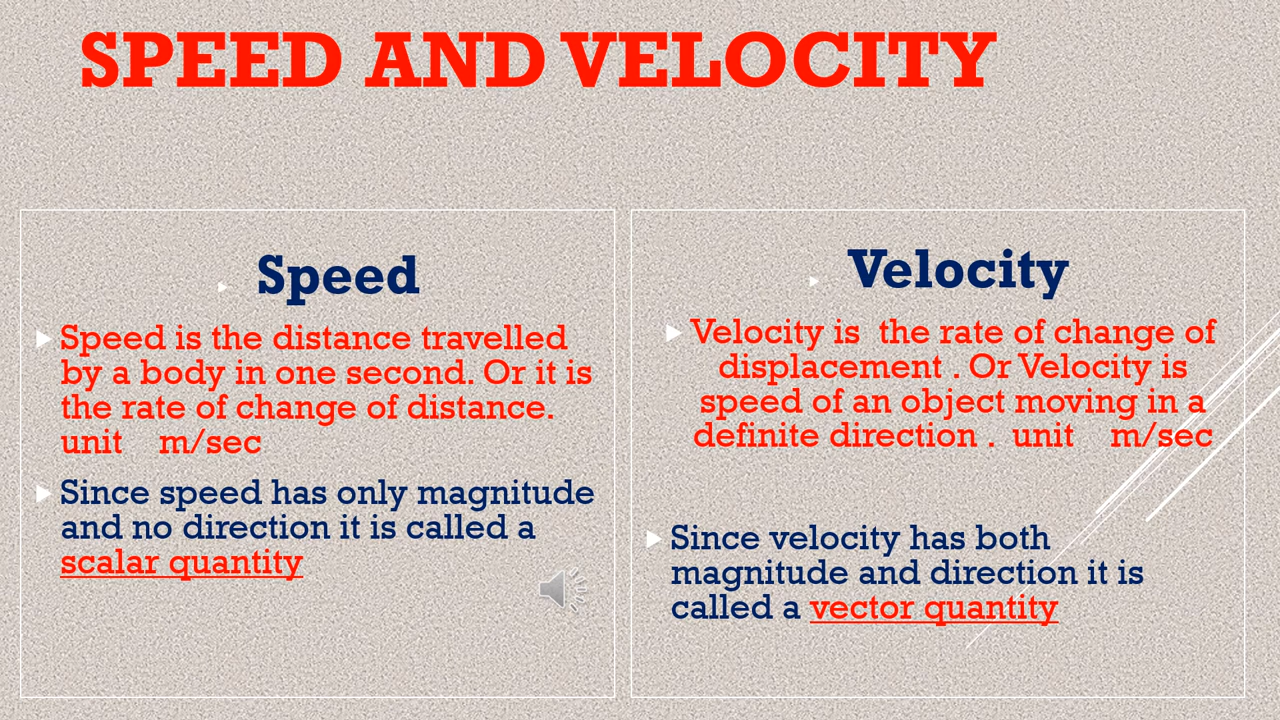 SPEED AND VELOCITY
Speed
Speed is the distance travelled
by a body in one second. Or it is
the rate of change of distance.
unit m/sec
Since speed has only magnitude
and no direction it is called a
scalar quantity
Velocity
Velocity is the rate of change of
displacement . Or Velocity is
speed of an object moving in a
definite direction . unit m/sec
Since velocity has both
magnitude and direction it is
called a vector quantity